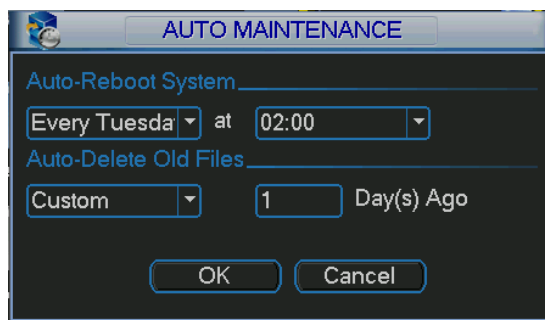 AUTO MAINTENANCE
Auto-Reboot System
Every Tuesda at 02:00
Auto-Delete Old Files
Custom 1 Day(s) Ago
OK Cancel